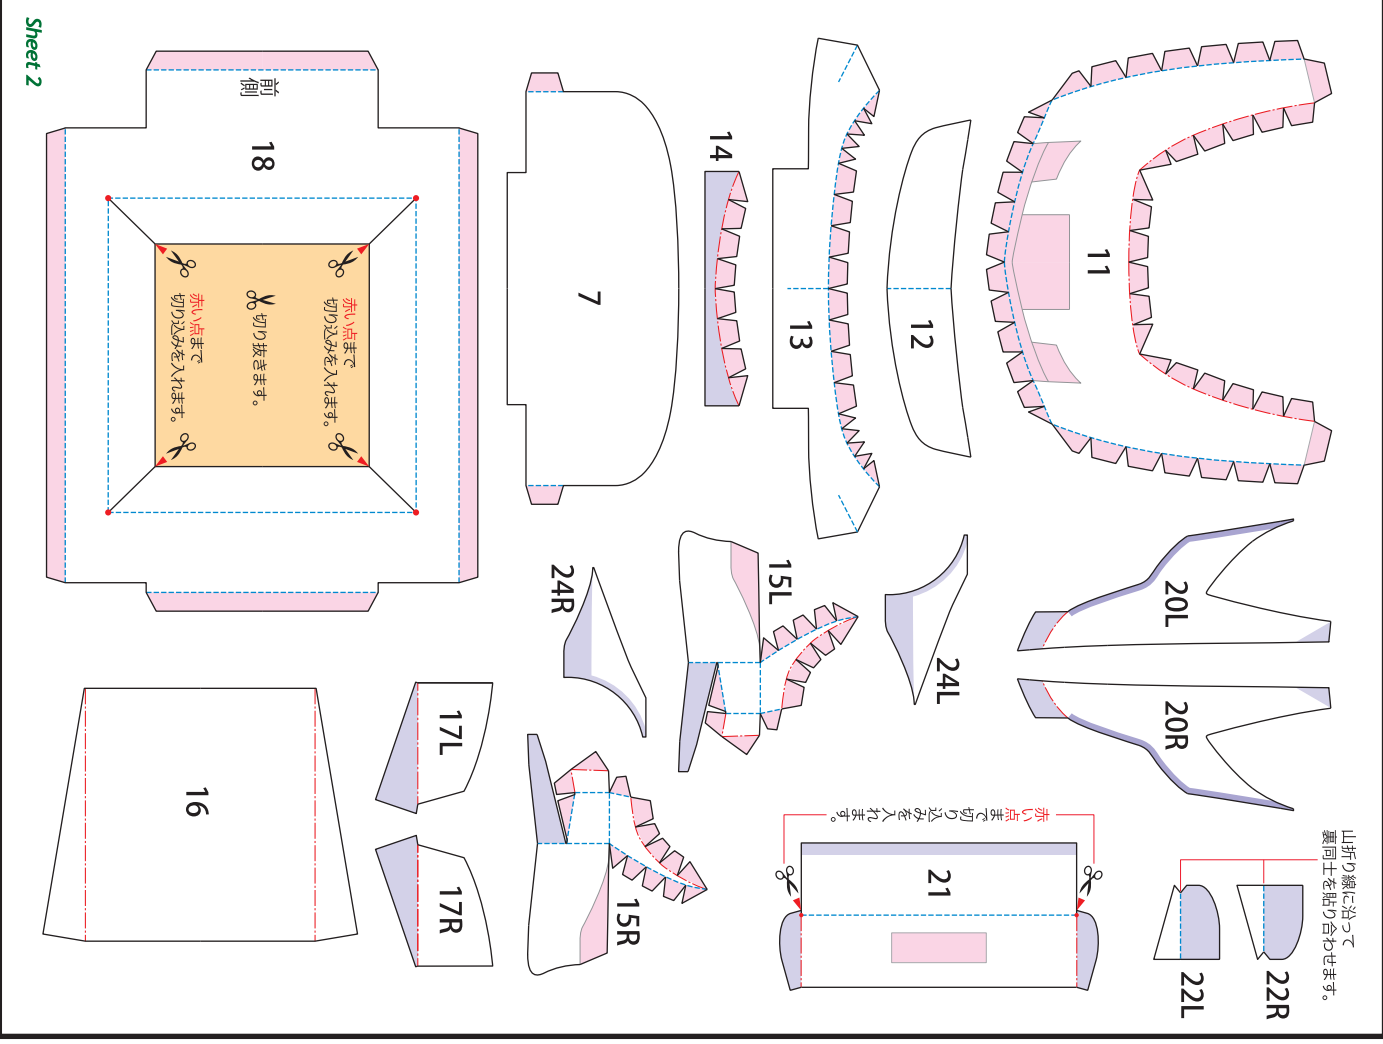 山折り線に沿って
裏同士を貼り合わせます。
22R
22L
11
20L
20R
24L
12
21
赤い点まで切り込みを入れます。
13
15L
14
15R
7
24R
17L
17R
赤い点まで
切り込みを入れます。
18
前側
切り抜きます。
赤い点まで
切り込みを入れます。
16
Sheet 2